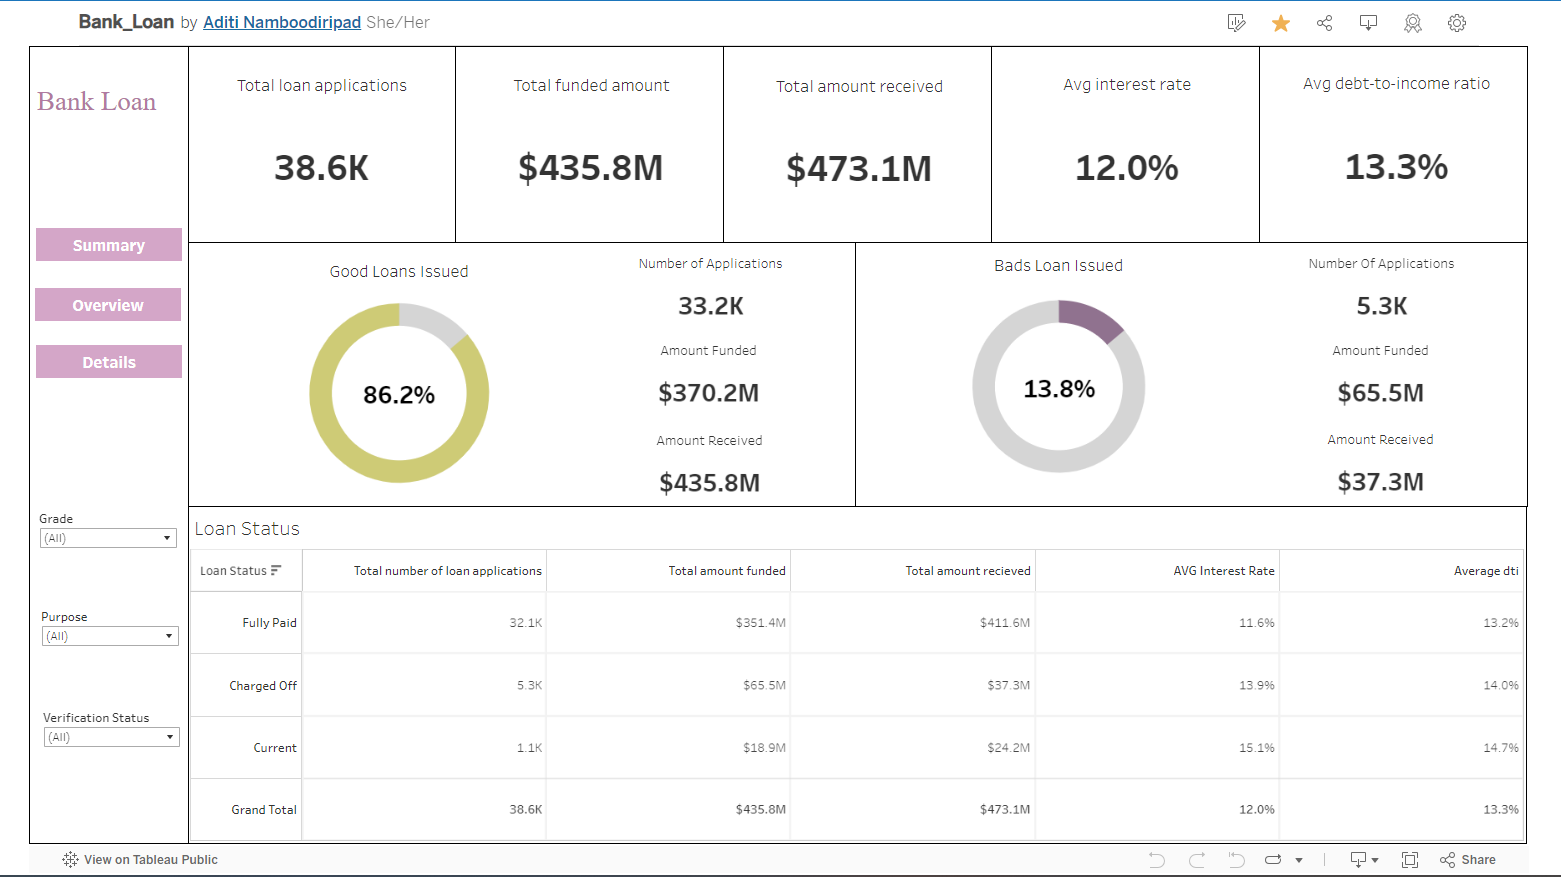 Bank_Loan by Aditi Namboodiripad She/Her
Bank Loan
Summary
Overview
Details
Grade
(All)
Purpose
(All)
Verification Status
(All)
Total loan applications
38.6K
Total funded amount
$435.8M
Total amount received
$473.1M
Avg interest rate
12.0%
Avg debt-to-income ratio
13.3%
Good Loans Issued
86.2%
Number of Applications
33.2K
Amount Funded
$370.2M
Amount Received
$435.8M
Bads Loan Issued
13.8%
Number Of Applications
5.3K
Amount Funded
$65.5M
Amount Received
$37.3M
Loan Status
Loan Status Total number of loan applications Total amount funded Total amount recieved AVG Interest Rate Average dti
Fully Paid 32.1K $351.4M $411.6M 11.6% 13.2%
Charged Off 5.3K $65.5M $37.3M 13.9% 14.0%
Current 1.1K $18.9M $24.2M 15.1% 14.7%
Grand Total 38.6K $435.8M $473.1M 12.0% 13.3%
View on Tableau Public
Share